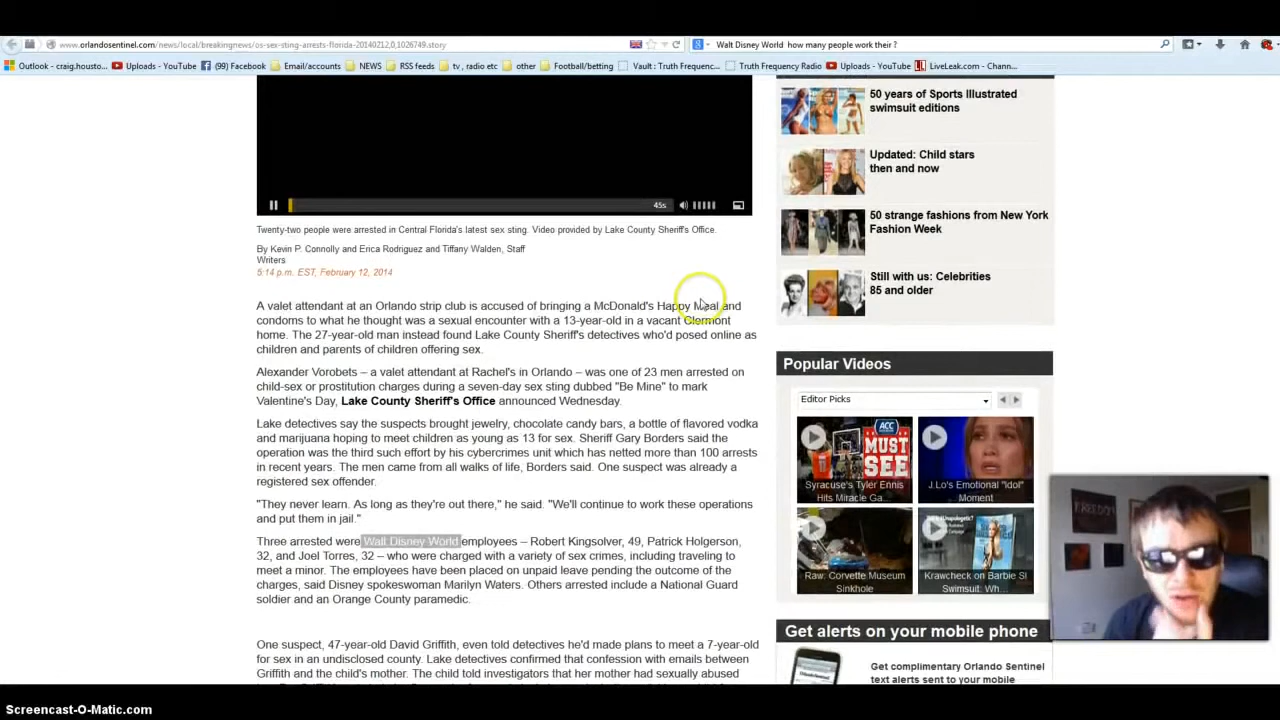 www.orlandosentinel.com/news/local/breakingnews/os-sex-sting-arrests-florida-20140212,0,1026749.story
Walt Disney World how many people work their ?
Outlook - craig.housto...
Uploads - YouTube
(99) Facebook
Email/accounts
NEWS
RSS feeds
tv , radio etc
other
Football/betting
Vault : Truth Frequenc...
Truth Frequency Radio
Uploads - YouTube
LiveLeak.com - Chann...
45s
Twenty-two people were arrested in Central Florida's latest sex sting. Video provided by Lake County Sheriff's Office.
By Kevin P. Connolly and Erica Rodriguez and Tiffany Walden, Staff
Writers
5:14 p.m. EST, February 12, 2014
A valet attendant at an Orlando strip club is accused of bringing a McDonald's Happy Meal and
condoms to what he thought was a sexual encounter with a 13-year-old in a vacant Clermont
home. The 27-year-old man instead found Lake County Sheriff's detectives who'd posed online as
children and parents of children offering sex.
Alexander Vorobets – a valet attendant at Rachel's in Orlando – was one of 23 men arrested on
child-sex or prostitution charges during a seven-day sex sting dubbed "Be Mine" to mark
Valentine's Day, Lake County Sheriff's Office announced Wednesday.
Lake detectives say the suspects brought jewelry, chocolate candy bars, a bottle of flavored vodka
and marijuana hoping to meet children as young as 13 for sex. Sheriff Gary Borders said the
operation was the third such effort by his cybercrimes unit which has netted more than 100 arrests
in recent years. The men came from all walks of life, Borders said. One suspect was already a
registered sex offender.
"They never learn. As long as they're out there," he said. "We'll continue to work these operations
and put them in jail."
Three arrested were Walt Disney World employees – Robert Kingsolver, 49, Patrick Holgerson,
32, and Joel Torres, 32 – who were charged with a variety of sex crimes, including traveling to
meet a minor. The employees have been placed on unpaid leave pending the outcome of the
charges, said Disney spokeswoman Marilyn Waters. Others arrested include a National Guard
soldier and an Orange County paramedic.
One suspect, 47-year-old David Griffith, even told detectives he'd made plans to meet a 7-year-old
for sex in an undisclosed county. Lake detectives confirmed that confession with emails between
Griffith and the child's mother. The child told investigators that her mother had sexually abused
50 years of Sports Illustrated
swimsuit editions
Updated: Child stars
then and now
50 strange fashions from New York
Fashion Week
Still with us: Celebrities
85 and older
Popular Videos
Editor Picks
ACC
MUST
SEE
Syracuse's Tyler Ennis
Hits Miracle Ga...
J.Lo's Emotional "Idol"
Moment
Raw: Corvette Museum
Sinkhole
Krawcheck on Barbie SI
Swimsuit: Wh...
FREEDOM
Get alerts on your mobile phone
Get complimentary Orlando Sentinel
text alerts sent to your mobile
Screencast-O-Matic.com